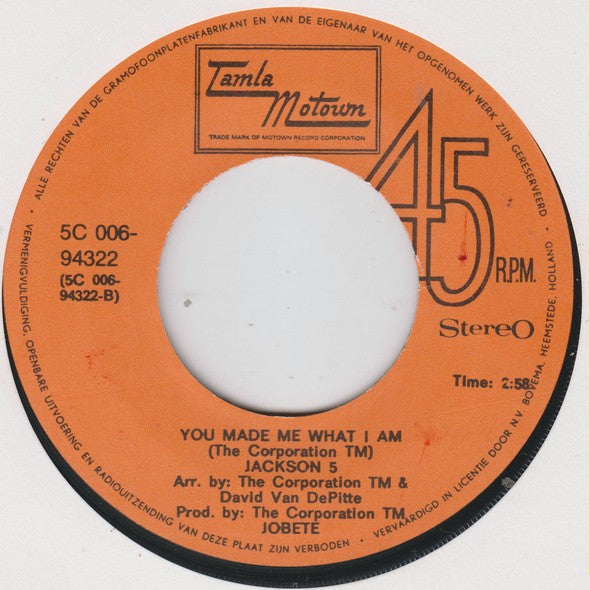 ALLE RECHTEN VAN DE GRAMOFOONPLATENFABRIKANT EN VAN DE EIGENAAR VAN HET OPGENOMEN WERK ZIJN GERESERVEERD
Tamla
Motown
TRADE MARK OF MOTOWN RECORD CORPORATION
45
R.P.M.
Stereo
5C 006-
94322
(5C 006-
94322-B)
Time: 2:58
YOU MADE ME WHAT I AM
(The Corporation TM)
JACKSON 5
Arr. by: The Corporation TM &
David Van DePitte
Prod. by: The Corporation TM
JOBETE
VERMENIGVULDIGING, OPENBARE UITVOERING EN RADIOUITZENDING VAN DEZE PLAAT ZIJN VERBODEN · VERVAARDIGD IN LICENTIE DOOR N.V. BOVEMA, HEEMSTEDE, HOLLAND ·